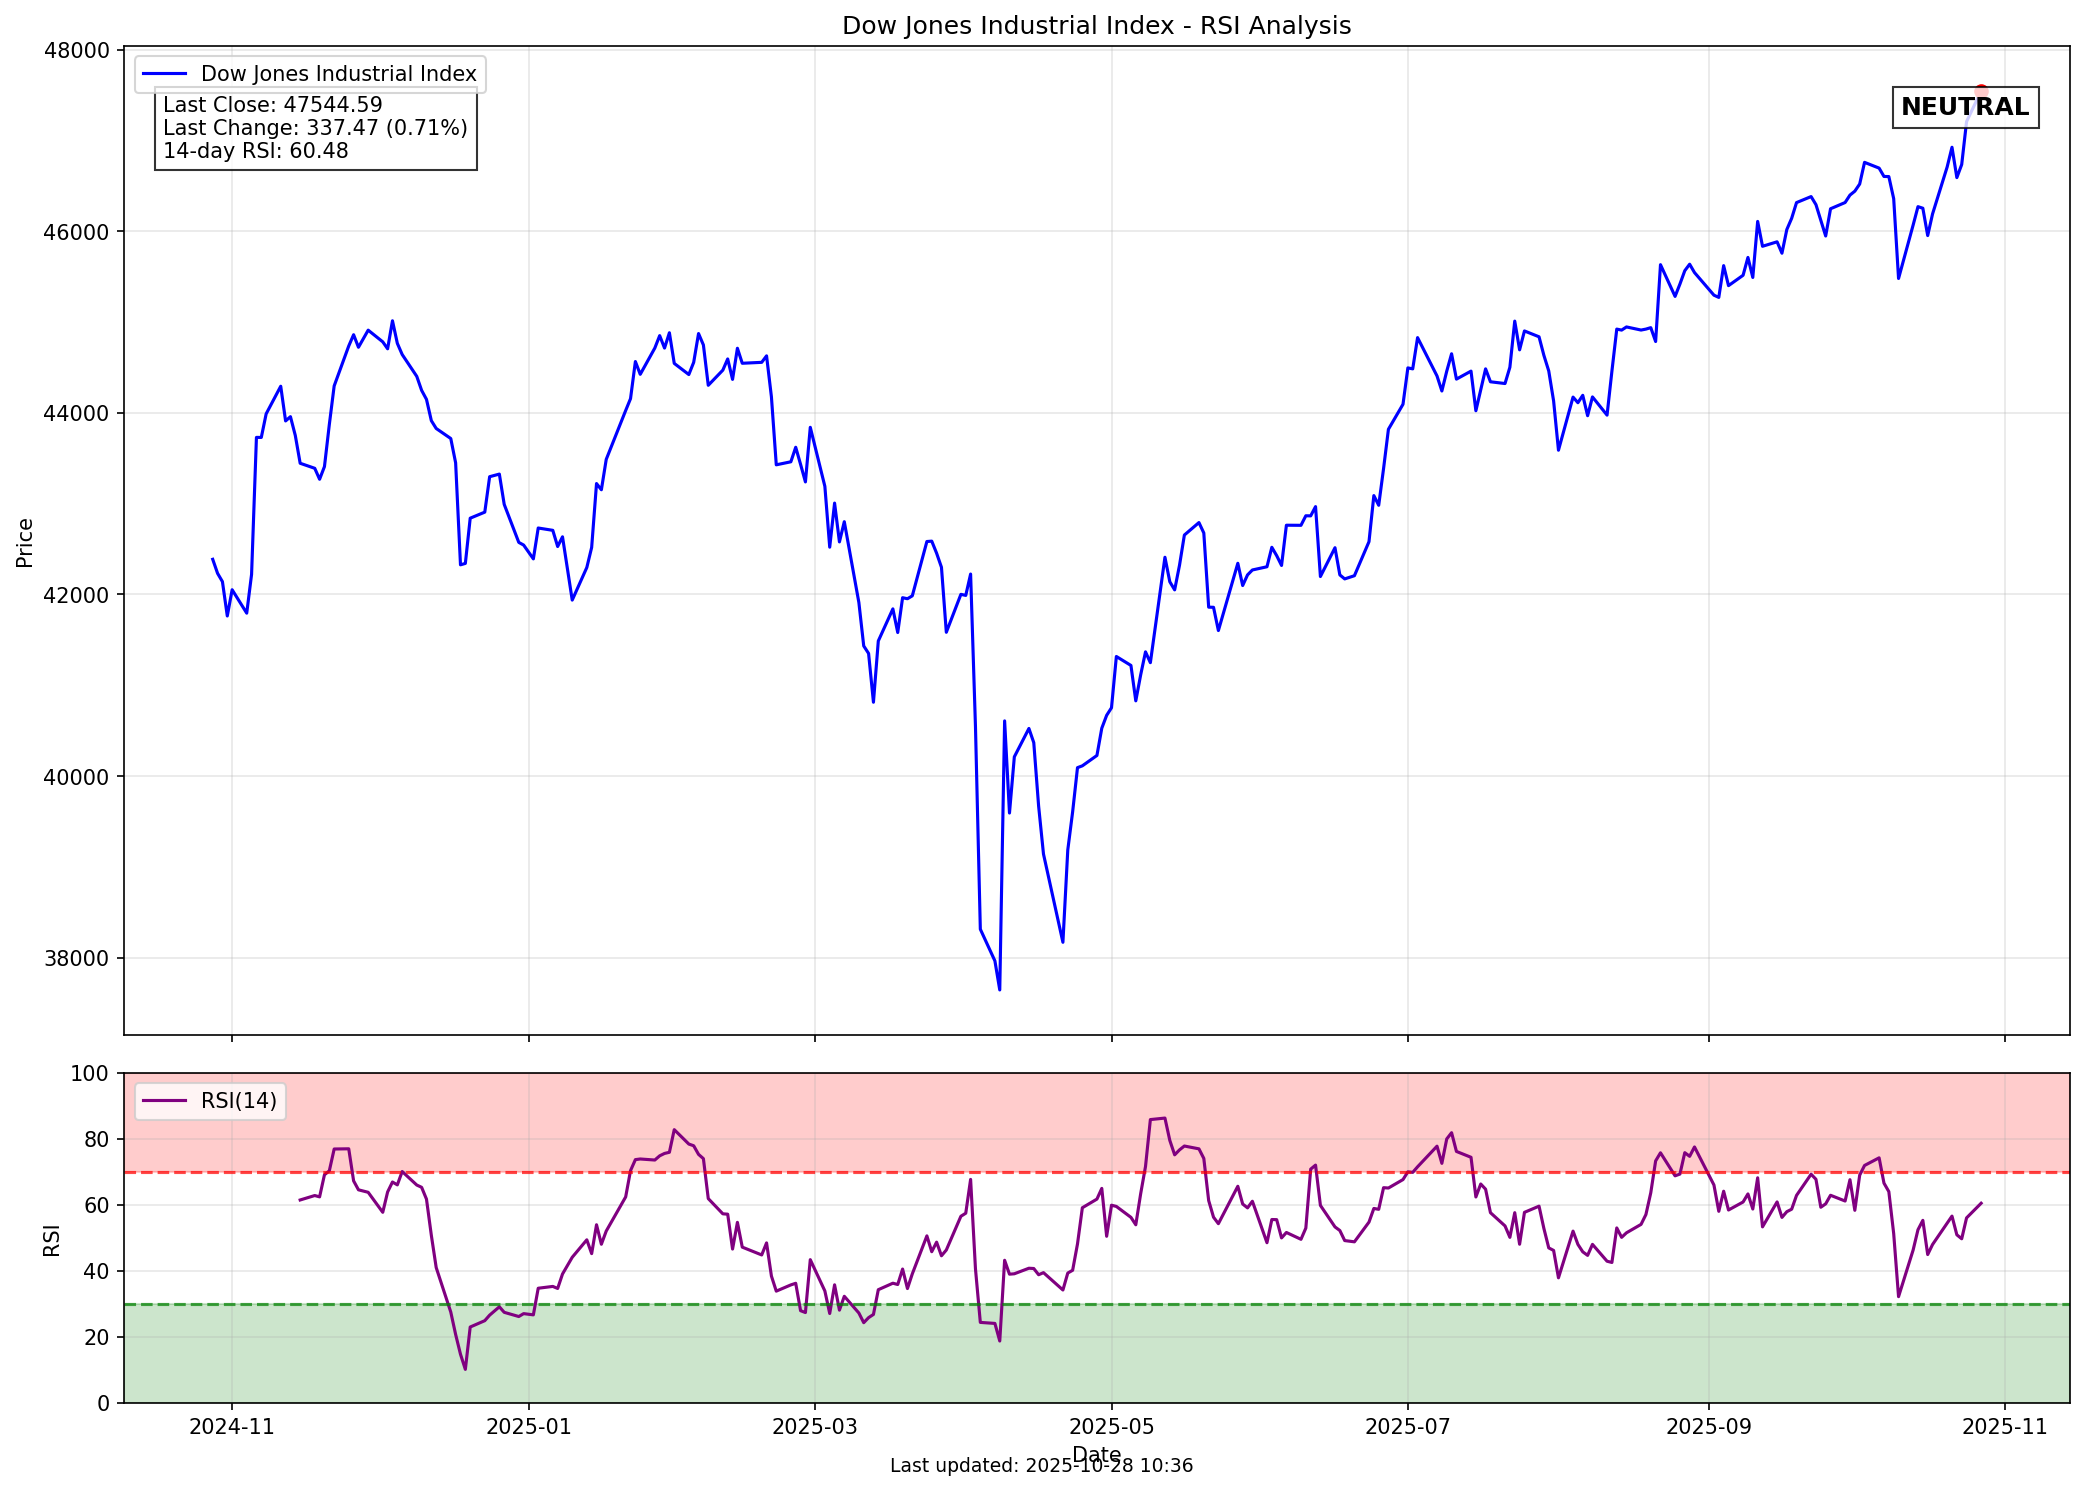 Dow Jones Industrial Index - RSI Analysis
48000
46000
44000
42000
40000
38000
Price
Dow Jones Industrial Index
Last Close: 47544.59
Last Change: 337.47 (0.71%)
14-day RSI: 60.48
NEUTRAL
100
80
60
40
20
0
RSI
RSI(14)
2024-11
2025-01
2025-03
2025-05
2025-07
2025-09
2025-11
Date
Last updated: 2025-10-28 10:36